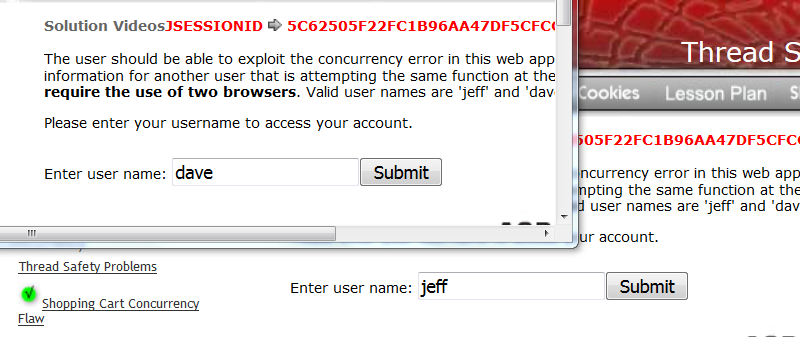 Solution Videos JSESSIONID 5C62505F22FC1B96AA47DF5CFC
The user should be able to exploit the concurrency error in this web app
information for another user that is attempting the same function at the
require the use of two browsers. Valid user names are 'jeff' and 'dav
Please enter your username to access your account.
Enter user name: dave Submit
Thread S
Cookies Lesson Plan S
505F22FC1B96AA47DF5CFC
ncurrency error in this web app
mpting the same function at the
d user names are 'jeff' and 'dav
ur account.
Thread Safety Problems
Shopping Cart Concurrency
Flaw
Enter user name: jeff Submit